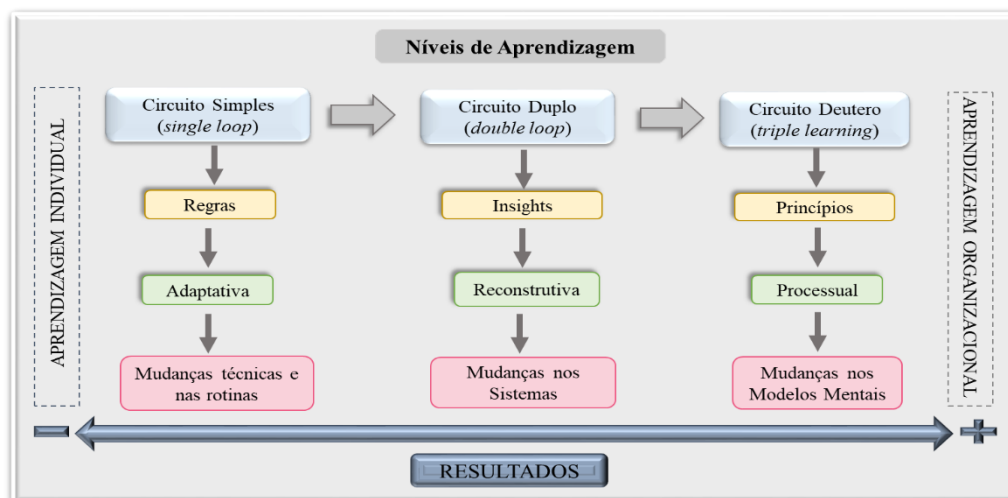 Níveis de Aprendizagem
APRENDIZAGEM INDIVIDUAL
Circuito Simples
(single loop)
Circuito Duplo
(double loop)
Circuito Deutero
(triple learning)
Regras
Insights
Princípios
Adaptativa
Reconstrutiva
Processual
Mudanças técnicas e
nas rotinas
Mudanças nos
Sistemas
Mudanças nos
Modelos Mentais
APRENDIZAGEM ORGANIZACIONAL
RESULTADOS